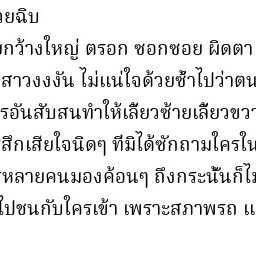 ยฉิบ
กว้างใหญ่ ตรอก ซอกซอย ผิดตา
สาวงงงัน ไม่แน่ใจด้วยซ้ำไปว่าตน
รอันสับสนทำให้เลี้ยวซ้ายเลี้ยวขวา
สึกเสียใจนิดๆ ที่มิได้ซักถามใครใน
หลายคนมองค้อนๆ ถึงกระนั้นก็ไม่
ไปชนกับใครเข้า เพราะสภาพรถ แ